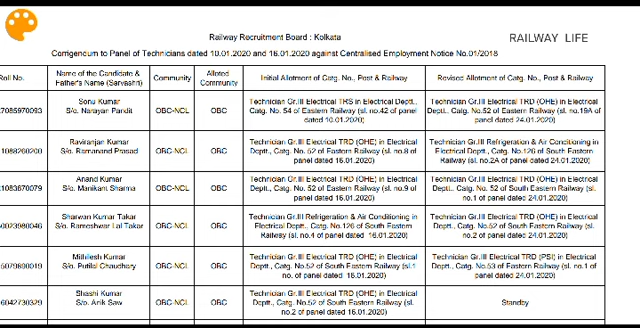 Railway Recruitment Board : Kolkata
RAILWAY LIFE
Corrigendum to Panel of Technicians dated 10.01.2020 and 16.01.2020 against Centralised Employment Notice No.01/2018
Roll No.
Name of the Candidate &
Father's Name (Sarvashri)
Community
Alloted
Community
Initial Allotment of Catg. No., Post & Railway
Revised Allotment of Catg. No., Post & Railway
7085970093
Sonu Kumar
S/o. Narayan Pandit
OBC-NCL
OBC
Technician Gr.III Electrical TRS in Electrical Deptt.,
Catg. No. 54 of Eastern Railway (sl.no.42 of panel
dated 10.01.2020)
Technician Gr.III Electrical TRD (OHE) in Electrical
Deptt., Catg. No.52 of Eastern Railway (sl. no.19A of
panel dated 24.01.2020)
1088260200
Raviranjan Kumar
S/o. Ramanand Prasad
OBC-NCL
OBC
Technician Gr.III Electrical TRD (OHE) in Electrical
Deptt., Catg. No. 52 of Eastern Railway (sl. no.8 of
panel dated 16.01.2020)
Technician Gr.III Refrigeration & Air Conditioning in
Electrical Deptt., Catg. No.126 of South Eastern
Railway (sl. no.2A of panel dated 24.01.2020)
1083670079
Anand Kumar
S/o. Manikant Sharma
OBC-NCL
OBC
Technician Gr.III Electrical TRD (OHE) in Electrical
Deptt., Catg. No. 52 of Eastern Railway (sl. no.9 of
panel dated 16.01.2020)
Technician Gr.III Electrical TRD (OHE) in Electrical
Deptt., Catg. No.52 of South Eastern Railway (sl.
no.1 of panel dated 24.01.2020)
0023980046
Sharwan Kumar Takar
S/o. Rameshwar Lal Takar
OBC-NCL
OBC
Technician Gr.III Refrigeration & Air Conditioning in
Electrical Deptt., Catg. No.126 of South Eastern
Railway (sl. no.4 of panel dated 16.01.2020)
Technician Gr.III Electrical TRD (OHE) in Electrical
Deptt., Catg. No.52 of South Eastern Railway (sl.
no.2 of panel dated 24.01.2020)
5079800019
Mithilesh Kumar
S/o. Putilal Chaudhary
OBC-NCL
OBC
Technician Gr.III Electrical TRD (OHE) in Electrical
Deptt., Catg. No.52 of South Eastern Railway (sl.1
no. of panel dated 16.01.2020)
Technician Gr.III Electrical TRD (PSI) in Electrical
Deptt., Catg. No.53 of Eastern Railway (sl. no.1 of
panel dated 24.01.2020)
6042730329
Shashi Kumar
S/o. Arik Saw
OBC-NCL
OBC
Technician Gr.III Electrical TRD (OHE) in Electrical
Deptt., Catg. No.52 of South Eastern Railway (sl.
no.2 of panel dated 16.01.2020)
Standby